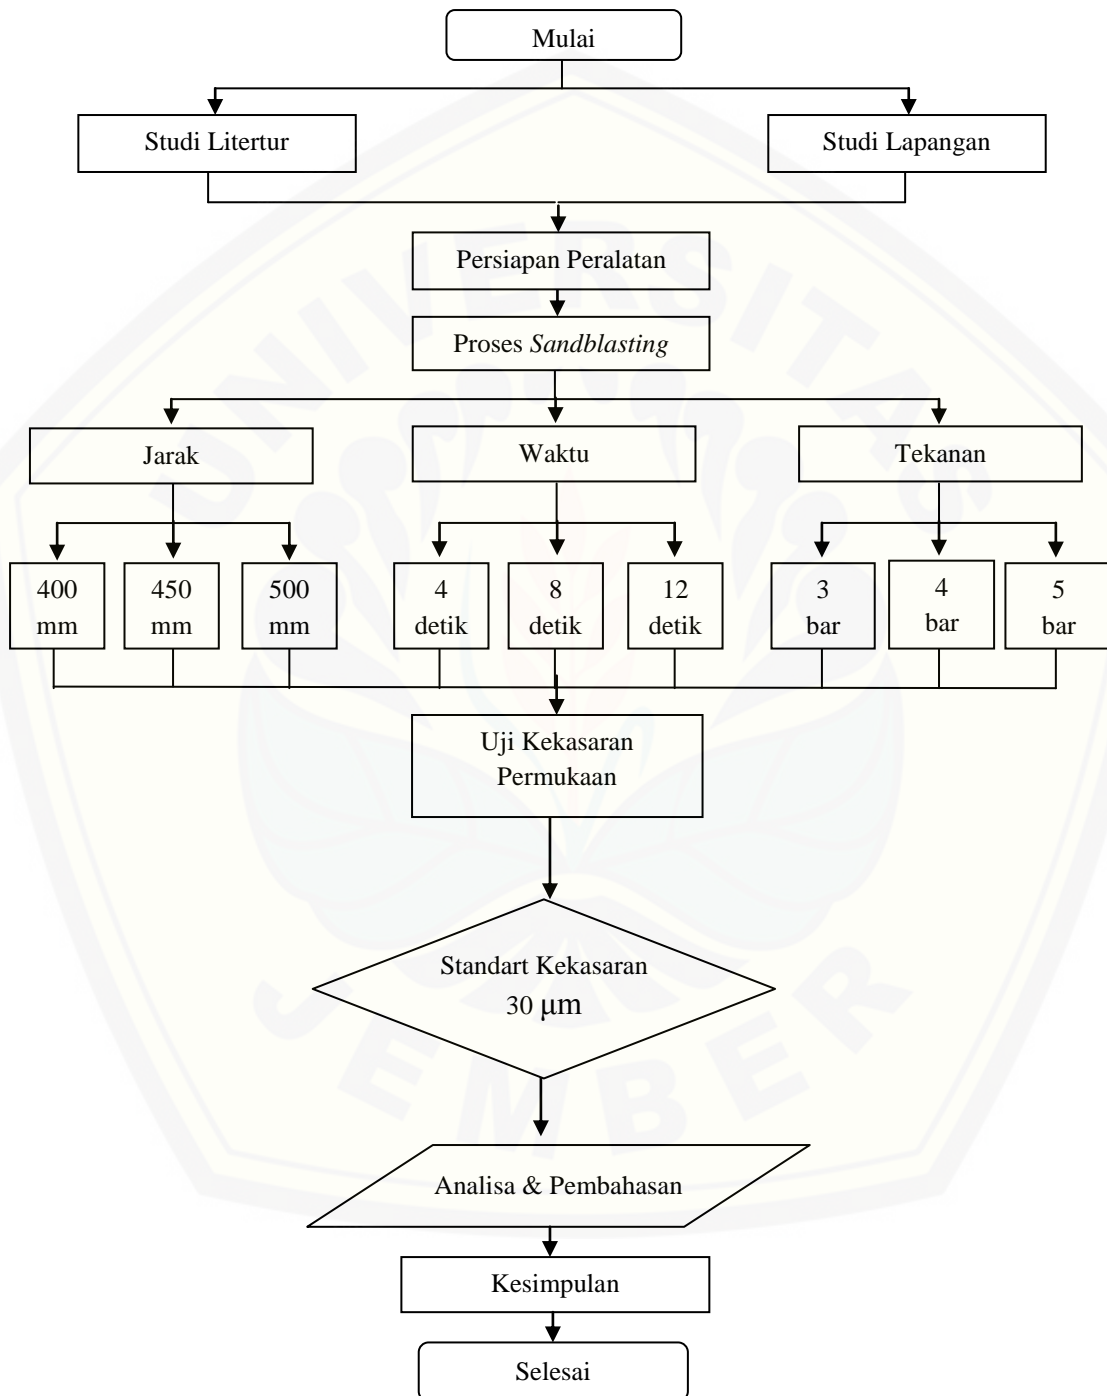 Mulai
Studi Litertur
Studi Lapangan
Persiapan Peralatan
Proses Sandblasting
Jarak
Waktu
Tekanan
400
mm
450
mm
500
mm
4
detik
8
detik
12
detik
3
bar
4
bar
5
bar
Uji Kekasaran
Permukaan
Standart Kekasaran
30 μm
Analisa & Pembahasan
Kesimpulan
Selesai
UNIVERSITAS
JEMBER